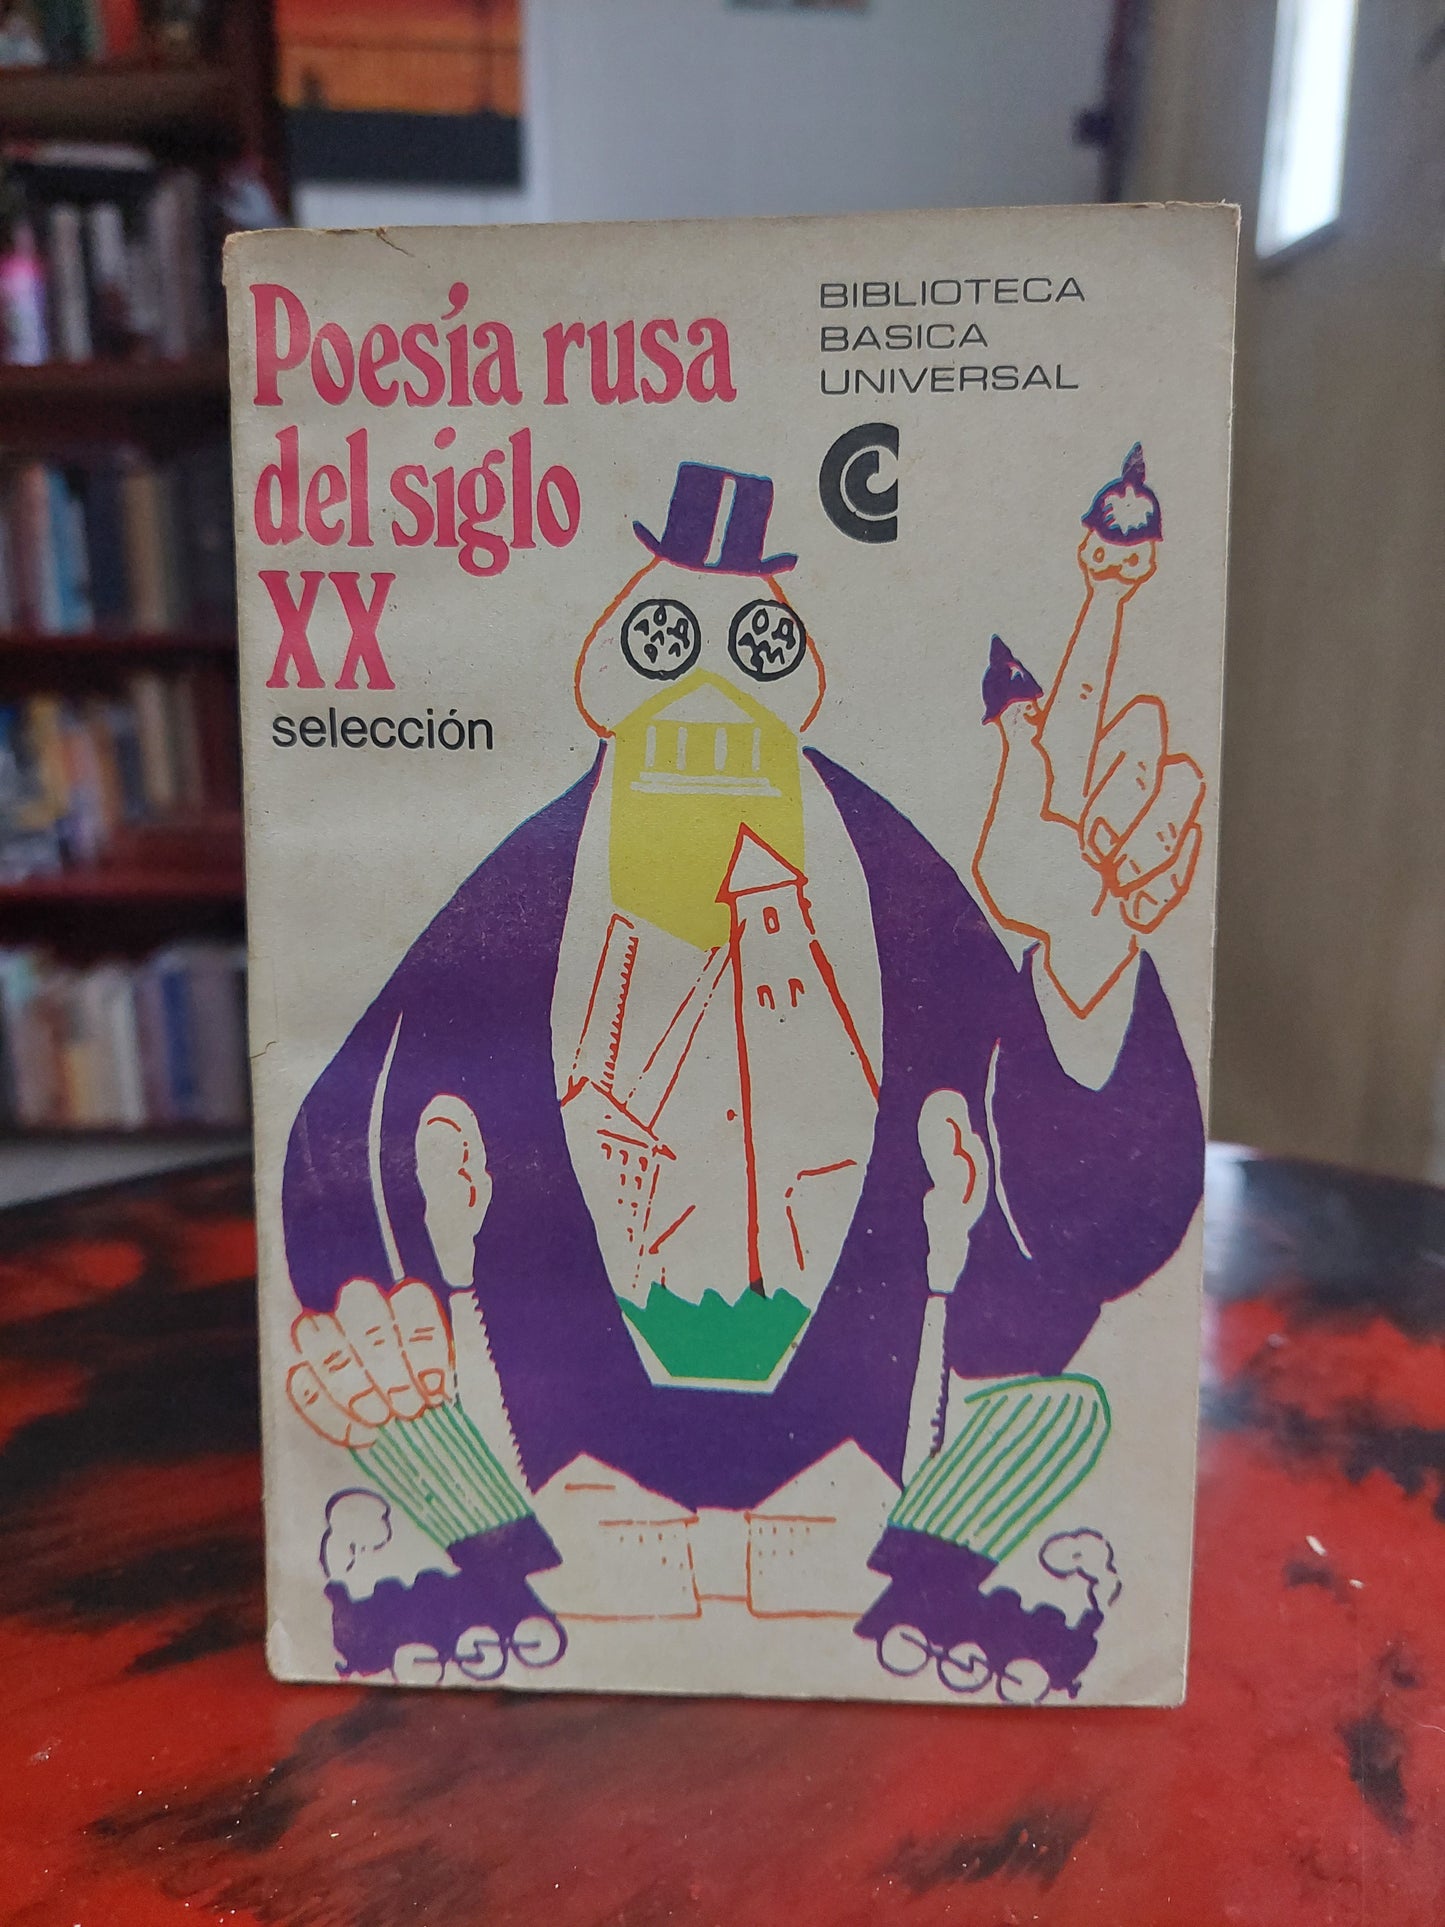 Poesía rusa
del siglo
XX
selección
BIBLIOTECA
BASICA
UNIVERSAL